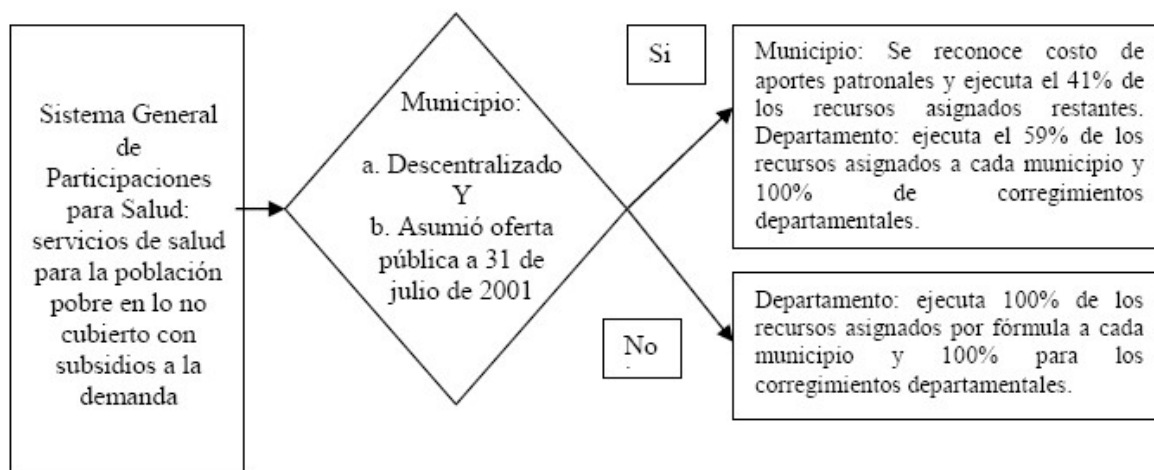 Sistema General
de
Participaciones
para Salud:
servicios de salud
para la población
pobre en lo no
cubierto con
subsidios a la
demanda
Municipio:
a. Descentralizado
Y
b. Asumió oferta
pública a 31 de
julio de 2001
Si
Municipio: Se reconoce costo de
aportes patronales y ejecuta el 41% de
los recursos asignados restantes.
Departamento: ejecuta el 59% de los
recursos asignados a cada municipio y
100% de corregimientos
departamentales.
No
Departamento: ejecuta 100% de los
recursos asignados por fórmula a cada
municipio y 100% para los
corregimientos departamentales.